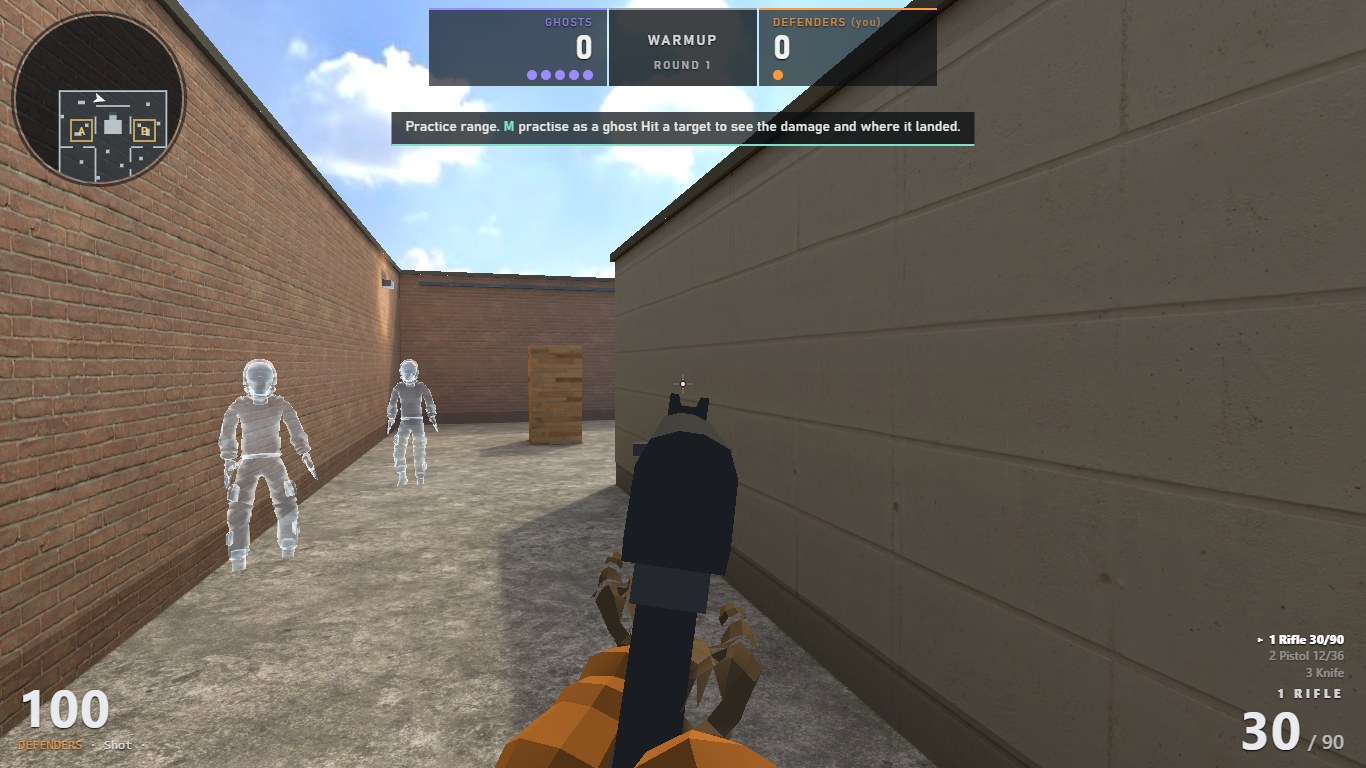 GHOSTS
0
WARMUP
ROUND 1
DEFENDERS (you)
0
Practice range. M practise as a ghost Hit a target to see the damage and where it landed.
A
B
1 Rifle 30/90
2 Pistol 12/36
3 Knife
1 RIFLE
30 / 90
100
DEFENDERS · Shot -